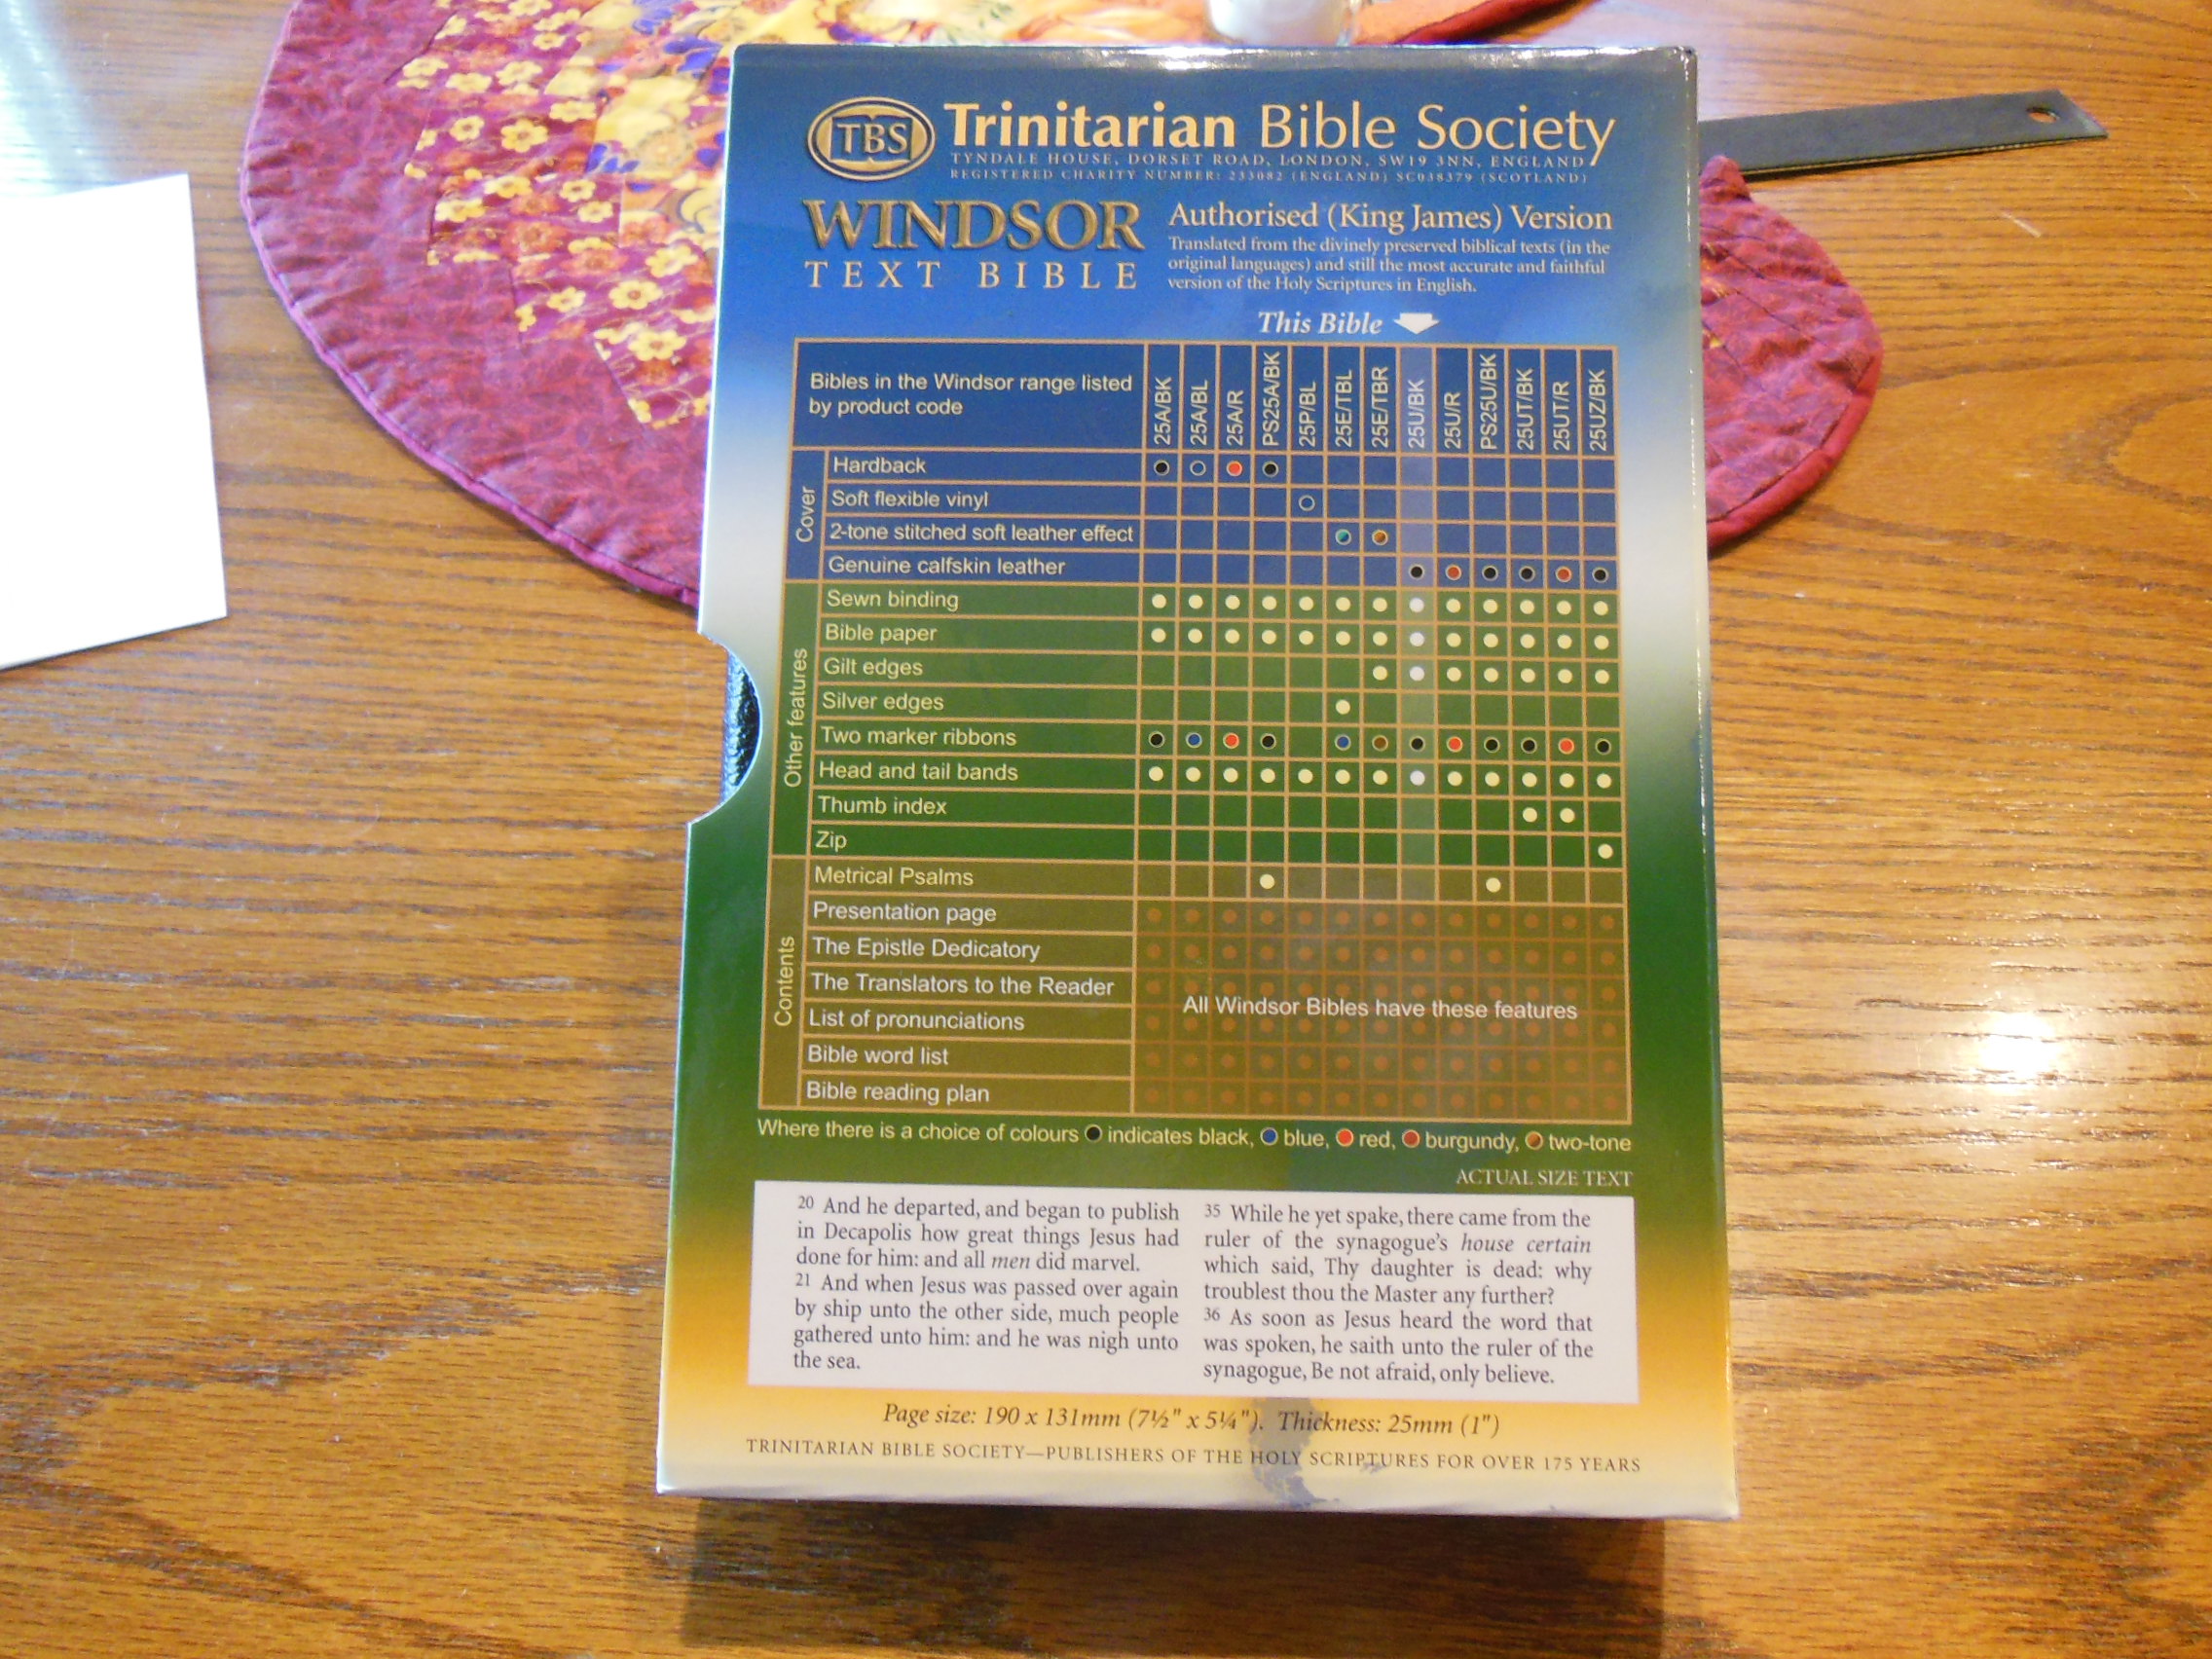 TBS
Trinitarian Bible Society
TYNDALE HOUSE, DORSET ROAD, LONDON, SW19 3NN, ENGLAND
REGISTERED CHARITY NUMBER: 233082 (ENGLAND) SC038379 (SCOTLAND)
WINDSOR
TEXT BIBLE
Authorised (King James) Version
Translated from the divinely preserved biblical texts (in the
original languages) and still the most accurate and faithful
version of the Holy Scriptures in English.
This Bible
Bibles in the Windsor range listed
by product code
25A/BK
25A/BL
25A/R
PS25A/BK
25P/BL
25E/TBL
25E/TBR
25U/BK
25U/R
PS25U/BK
25UT/BK
25UT/R
25UZ/BK
Cover
Hardback
Soft flexible vinyl
2-tone stitched soft leather effect
Genuine calfskin leather
Other features
Sewn binding
Bible paper
Gilt edges
Silver edges
Two marker ribbons
Head and tail bands
Thumb index
Zip
Contents
Metrical Psalms
Presentation page
The Epistle Dedicatory
The Translators to the Reader
List of pronunciations
Bible word list
Bible reading plan
All Windsor Bibles have these features
Where there is a choice of colours indicates black, blue, red, burgundy, two-tone
ACTUAL SIZE TEXT
20 And he departed, and began to publish
in Decapolis how great things Jesus had
done for him: and all men did marvel.
21 And when Jesus was passed over again
by ship unto the other side, much people
gathered unto him: and he was nigh unto
the sea.
35 While he yet spake, there came from the
ruler of the synagogue's house certain
which said, Thy daughter is dead: why
troublest thou the Master any further?
36 As soon as Jesus heard the word that
was spoken, he saith unto the ruler of the
synagogue, Be not afraid, only believe.
Page size: 190 x 131mm (7½" x 5¼"). Thickness: 25mm (1")
TRINITARIAN BIBLE SOCIETY—PUBLISHERS OF THE HOLY SCRIPTURES FOR OVER 175 YEARS